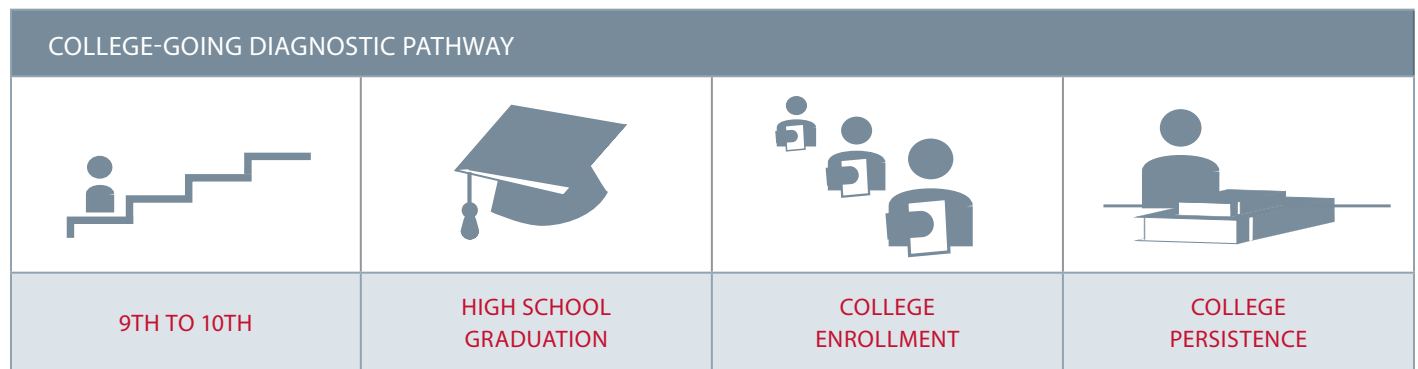 COLLEGE-GOING DIAGNOSTIC PATHWAY
9TH TO 10TH
HIGH SCHOOL
GRADUATION
COLLEGE
ENROLLMENT
COLLEGE
PERSISTENCE